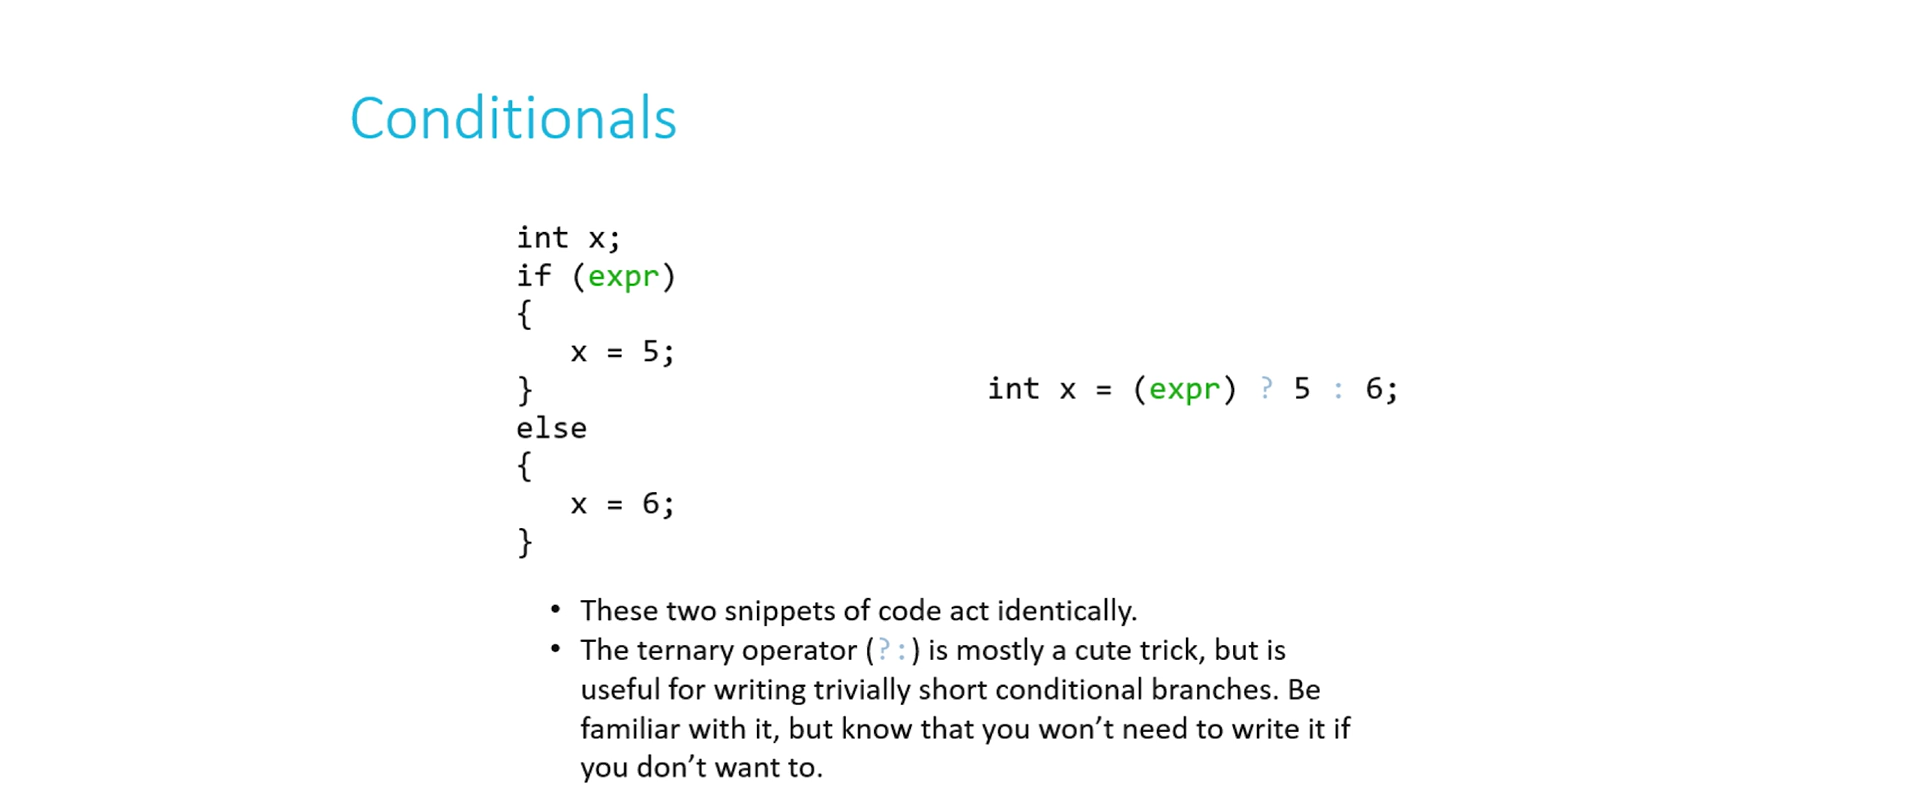 Conditionals
int x;
if (expr)
{
x = 5;
}
else
{
x = 6;
}
int x = (expr) ? 5 : 6;
• These two snippets of code act identically.
• The ternary operator (?:) is mostly a cute trick, but is
useful for writing trivially short conditional branches. Be
familiar with it, but know that you won’t need to write it if
you don’t want to.